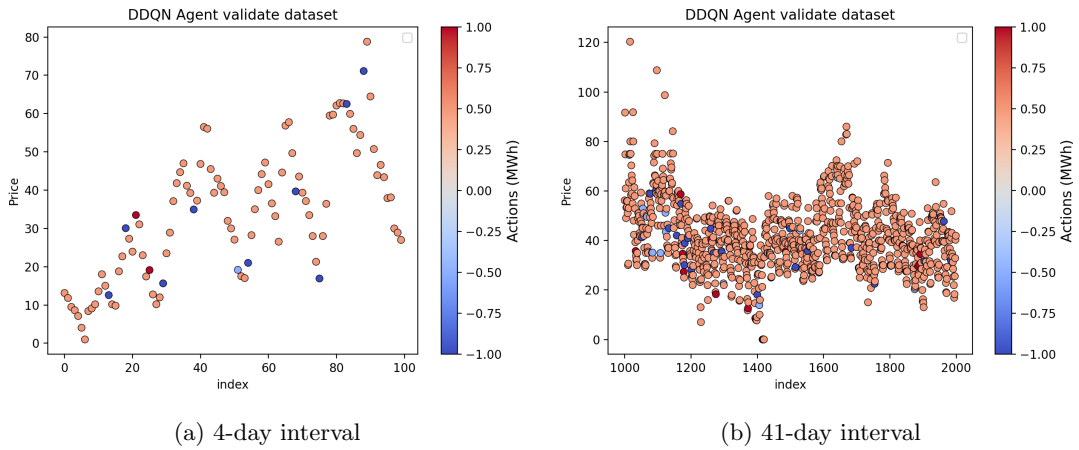 DDQN Agent validate dataset
80
70
60
50
40
30
20
10
0
Price
0 20 40 60 80 100
index
1.00
0.75
0.50
0.25
0.00
−0.25
−0.50
−0.75
−1.00
Actions (MWh)
(a) 4-day interval
DDQN Agent validate dataset
120
100
80
60
40
20
0
Price
1000 1200 1400 1600 1800 2000
index
1.00
0.75
0.50
0.25
0.00
−0.25
−0.50
−0.75
−1.00
Actions (MWh)
(b) 41-day interval